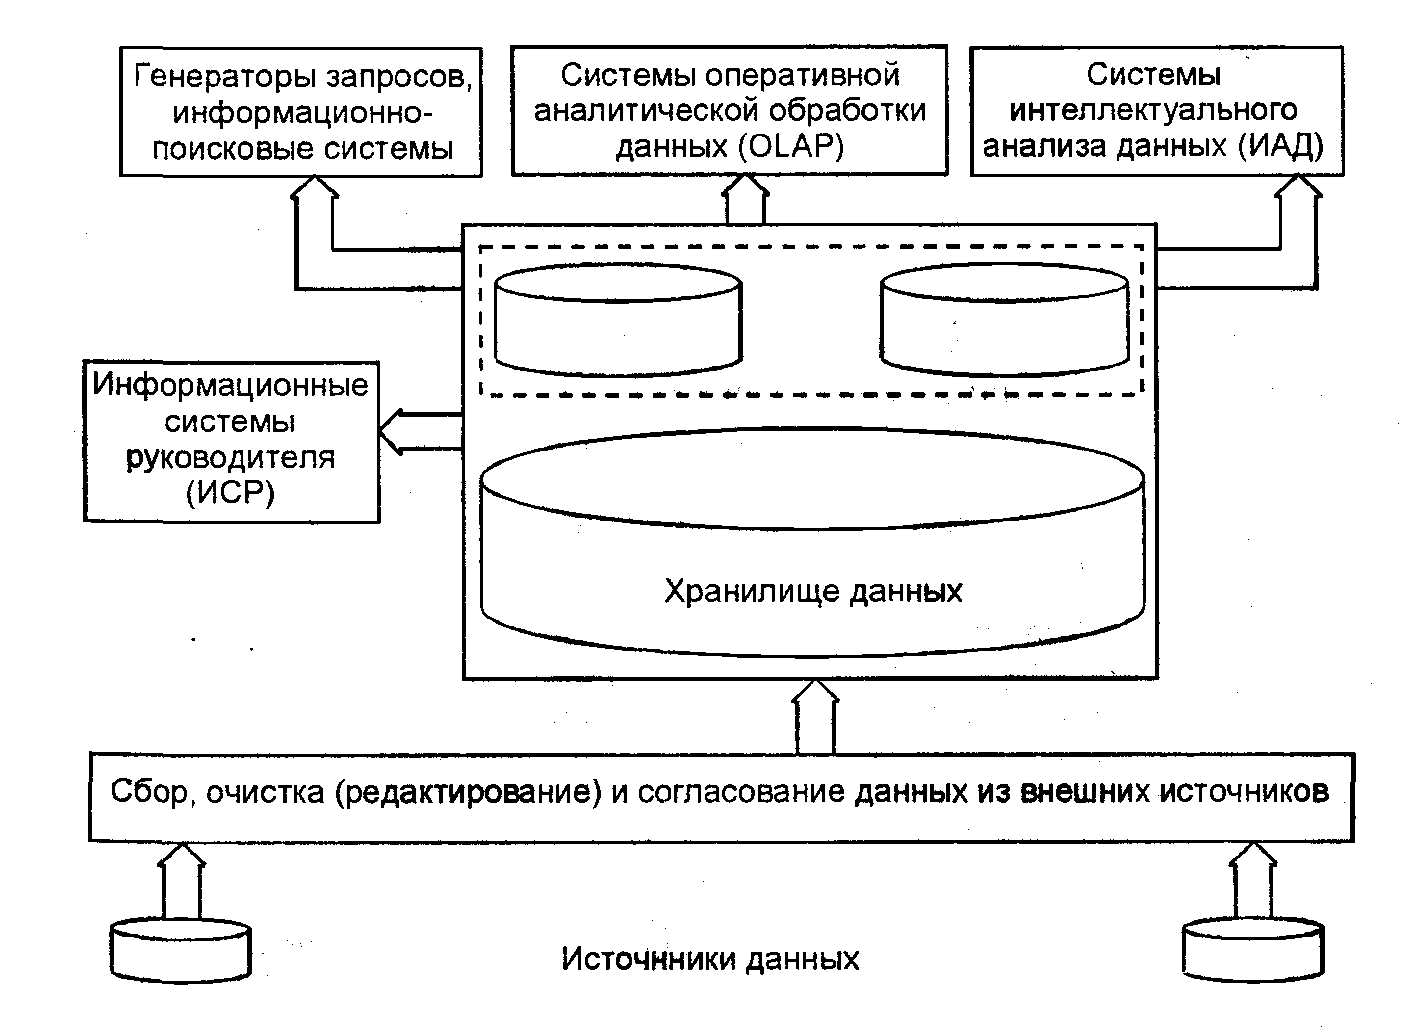 Генераторы запросов,
информационно-
поисковые системы
Системы оперативной
аналитической обработки
данных (OLAP)
Системы
интеллектуального
анализа данных (ИАД)
Информационные
системы
руководителя
(ИСР)
Хранилище данных
Сбор, очистка (редактирование) и согласование данных из внешних источников
Источнники данных